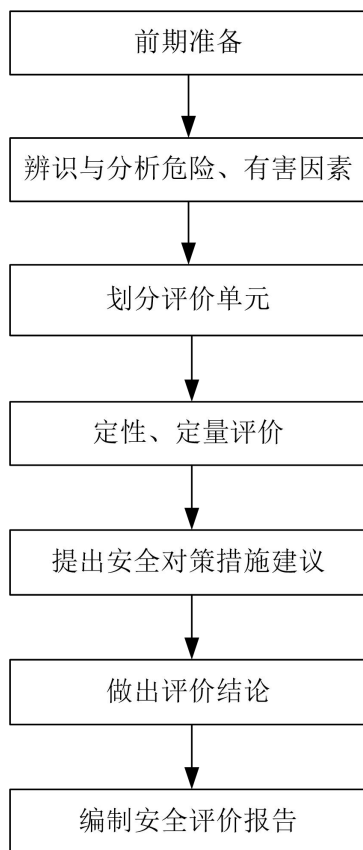 前期准备
辨识与分析危险、有害因素
划分评价单元
定性、定量评价
提出安全对策措施建议
做出评价结论
编制安全评价报告